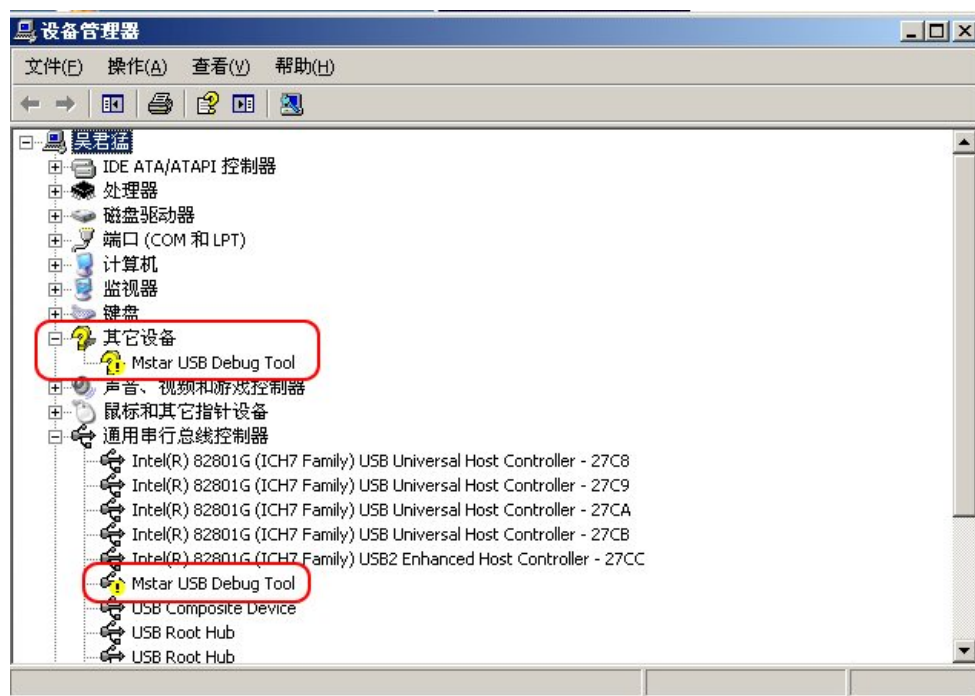 设备管理器
文件(F) 操作(A) 查看(V) 帮助(H)
吴君猛
IDE ATA/ATAPI 控制器
处理器
磁盘驱动器
端口 (COM 和 LPT)
计算机
监视器
键盘
其它设备
Mstar USB Debug Tool
声音、视频和游戏控制器
鼠标和其它指针设备
通用串行总线控制器
Intel(R) 82801G (ICH7 Family) USB Universal Host Controller - 27C8
Intel(R) 82801G (ICH7 Family) USB Universal Host Controller - 27C9
Intel(R) 82801G (ICH7 Family) USB Universal Host Controller - 27CA
Intel(R) 82801G (ICH7 Family) USB Universal Host Controller - 27CB
Intel(R) 82801G (ICH7 Family) USB2 Enhanced Host Controller - 27CC
Mstar USB Debug Tool
USB Composite Device
USB Root Hub
USB Root Hub